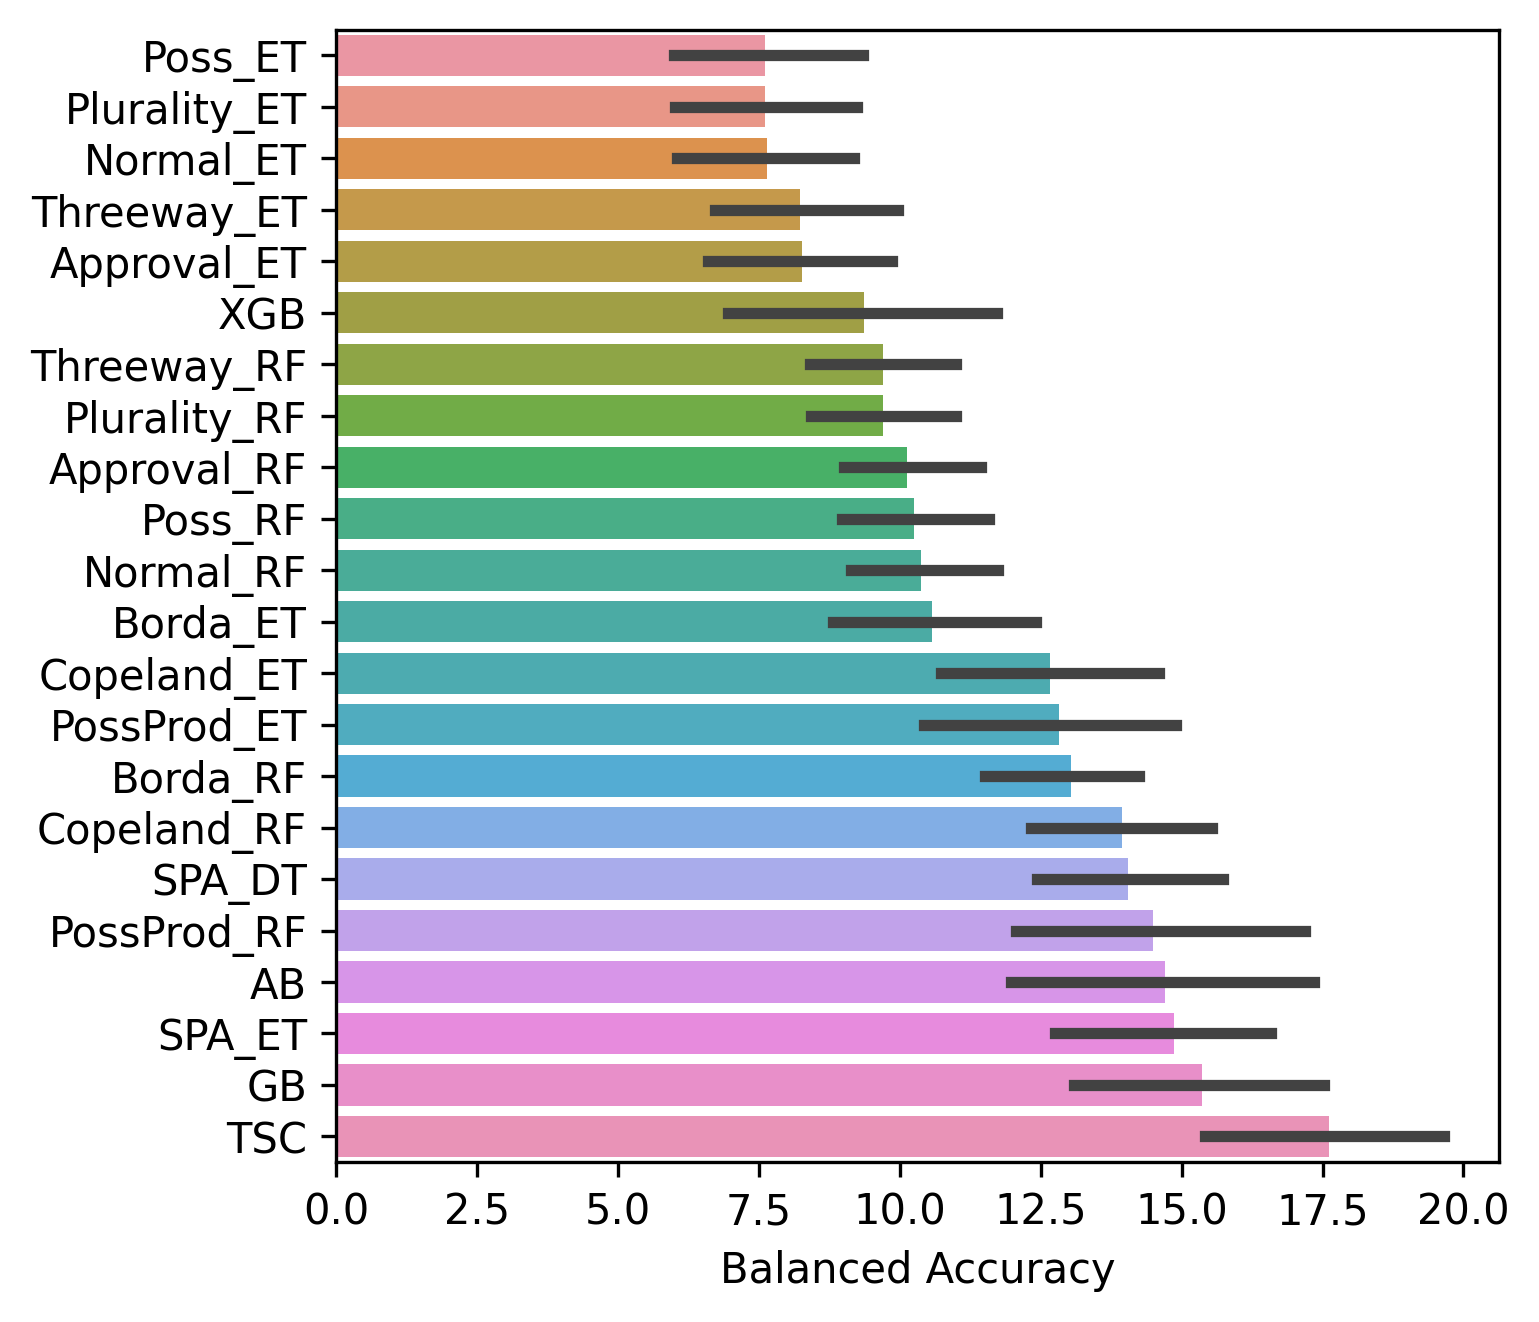 Poss_ET
Plurality_ET
Normal_ET
Threeway_ET
Approval_ET
XGB
Threeway_RF
Plurality_RF
Approval_RF
Poss_RF
Normal_RF
Borda_ET
Copeland_ET
PossProd_ET
Borda_RF
Copeland_RF
SPA_DT
PossProd_RF
AB
SPA_ET
GB
TSC
0.0 2.5 5.0 7.5 10.0 12.5 15.0 17.5 20.0
Balanced Accuracy